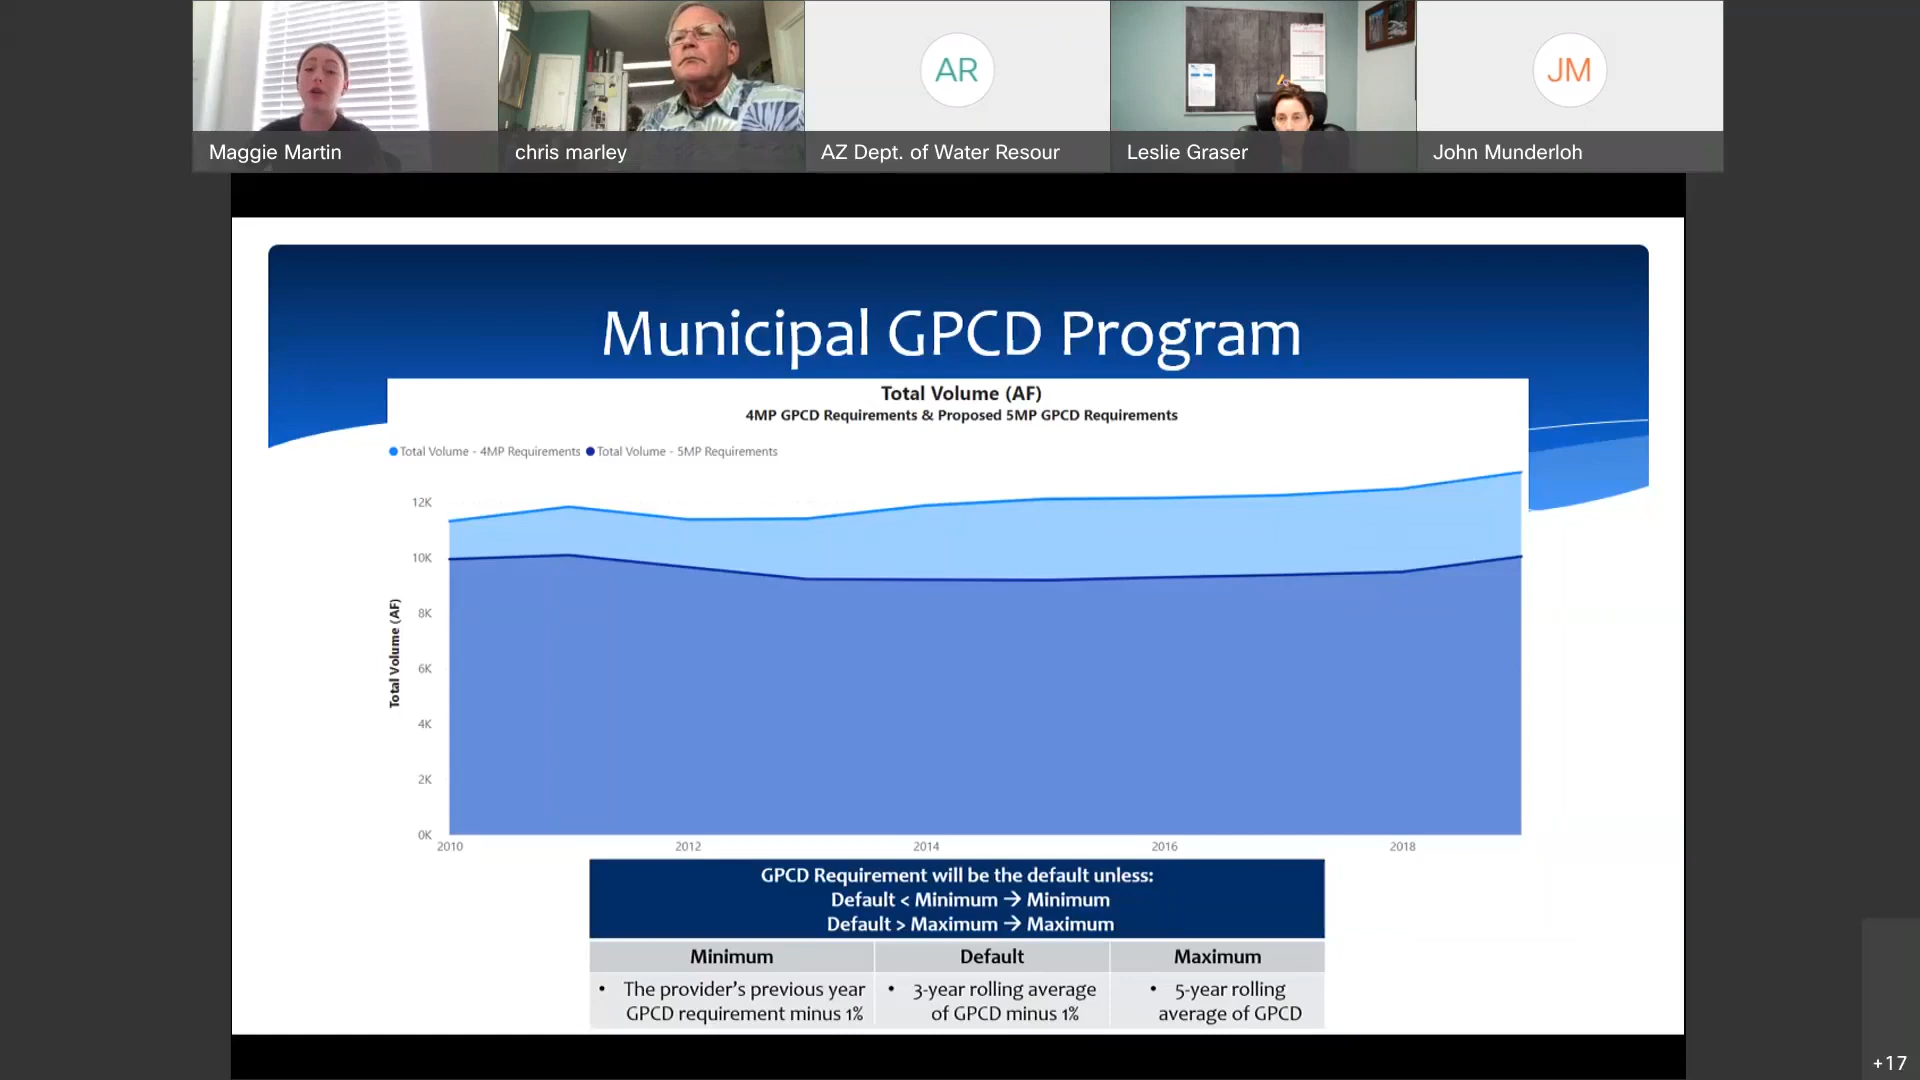 AR
JM
Maggie Martin
chris marley
AZ Dept. of Water Resour
Leslie Graser
John Munderloh
Municipal GPCD Program
Total Volume (AF)
4MP GPCD Requirements & Proposed 5MP GPCD Requirements
Total Volume - 4MP Requirements
Total Volume - 5MP Requirements
Total Volume (AF)
12K
10K
8K
6K
4K
2K
0K
2010
2012
2014
2016
2018
GPCD Requirement will be the default unless:
Default < Minimum → Minimum
Default > Maximum → Maximum
Minimum
Default
Maximum
• The provider's previous year
GPCD requirement minus 1%
• 3-year rolling average
of GPCD minus 1%
• 5-year rolling
average of GPCD
+17